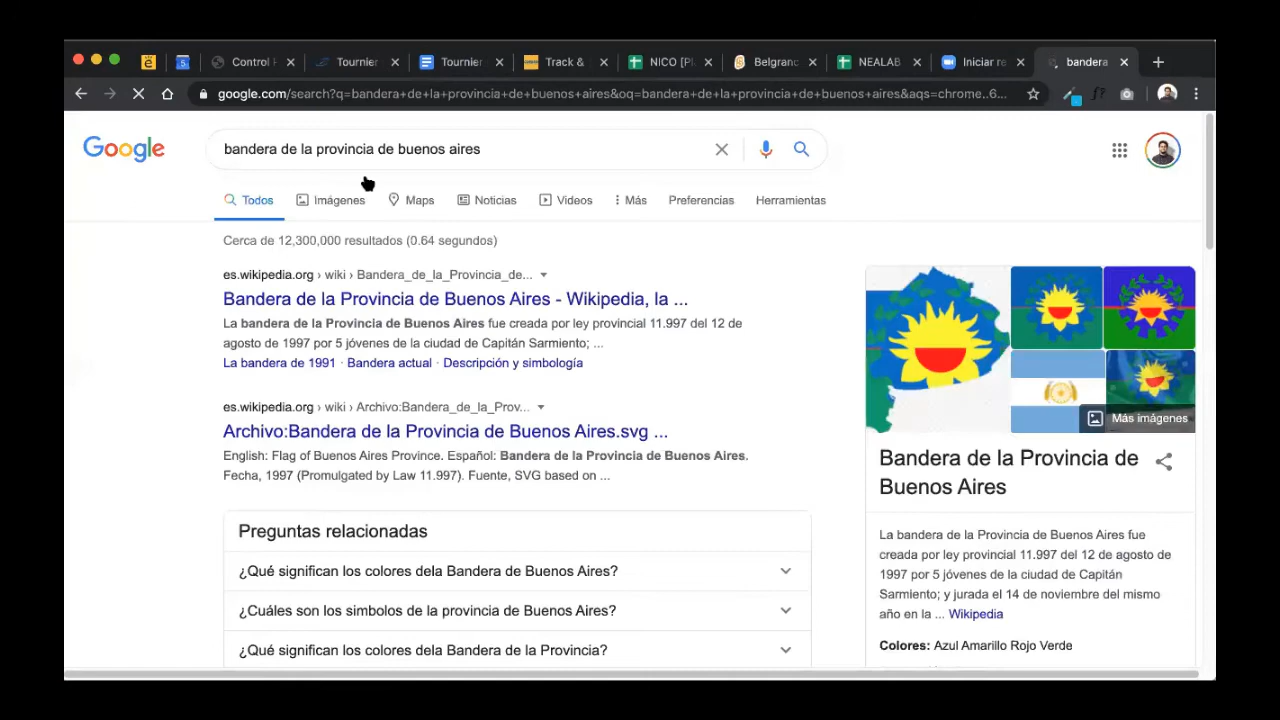 Control
Tournier
Tournier
Track &
NICO [Pl
Belgranc
NEALAB
Iniciar re
bandera
google.com/search?q=bandera+de+la+provincia+de+buenos+aires&oq=bandera+de+la+provincia+de+buenos+aires&aqs=chrome..6...
Google
bandera de la provincia de buenos aires
Todos Imágenes Maps Noticias Videos Más Preferencias Herramientas
Cerca de 12,300,000 resultados (0.64 segundos)
es.wikipedia.org › wiki › Bandera_de_la_Provincia_de...
Bandera de la Provincia de Buenos Aires - Wikipedia, la ...
La bandera de la Provincia de Buenos Aires fue creada por ley provincial 11.997 del 12 de
agosto de 1997 por 5 jóvenes de la ciudad de Capitán Sarmiento; ...
La bandera de 1991 · Bandera actual · Descripción y simbología
es.wikipedia.org › wiki › Archivo:Bandera_de_la_Prov...
Archivo:Bandera de la Provincia de Buenos Aires.svg ...
English: Flag of Buenos Aires Province. Español: Bandera de la Provincia de Buenos Aires.
Fecha, 1997 (Promulgated by Law 11.997). Fuente, SVG based on ...
Preguntas relacionadas
¿Qué significan los colores dela Bandera de Buenos Aires?
¿Cuáles son los simbolos de la provincia de Buenos Aires?
¿Qué significan los colores dela Bandera de la Provincia?
Más imágenes
Bandera de la Provincia de
Buenos Aires
La bandera de la Provincia de Buenos Aires fue
creada por ley provincial 11.997 del 12 de agosto de
1997 por 5 jóvenes de la ciudad de Capitán
Sarmiento; y jurada el 14 de noviembre del mismo
año en la ... Wikipedia
Colores: Azul Amarillo Rojo Verde